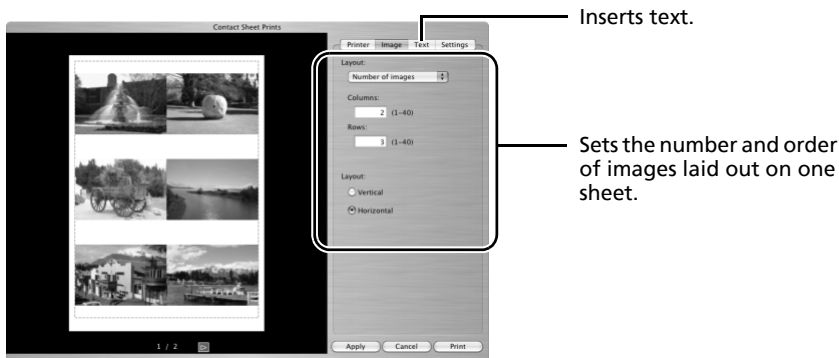 Contact Sheet Prints
Inserts text.
Printer Image Text Settings
Layout:
Number of images
Columns:
2 (1-40)
Rows:
3 (1-40)
Sets the number and order
of images laid out on one
sheet.
Layout:
Vertical
Horizontal
1 / 2
Apply Cancel Print